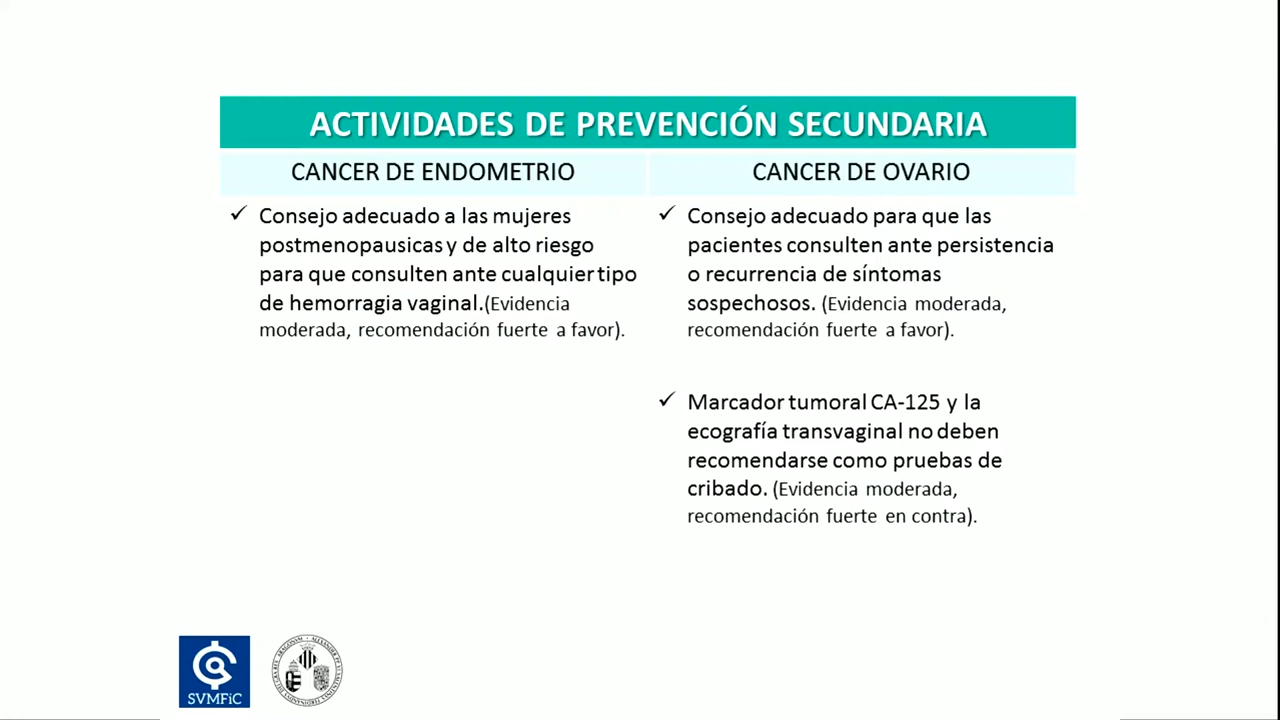 ACTIVIDADES DE PREVENCIÓN SECUNDARIA
CANCER DE ENDOMETRIO
Consejo adecuado a las mujeres
postmenopausicas y de alto riesgo
para que consulten ante cualquier tipo
de hemorragia vaginal.(Evidencia
moderada, recomendación fuerte a favor).
CANCER DE OVARIO
Consejo adecuado para que las
pacientes consulten ante persistencia
o recurrencia de síntomas
sospechosos. (Evidencia moderada,
recomendación fuerte a favor).
Marcador tumoral CA-125 y la
ecografía transvaginal no deben
recomendarse como pruebas de
cribado. (Evidencia moderada,
recomendación fuerte en contra).
SVMFiC